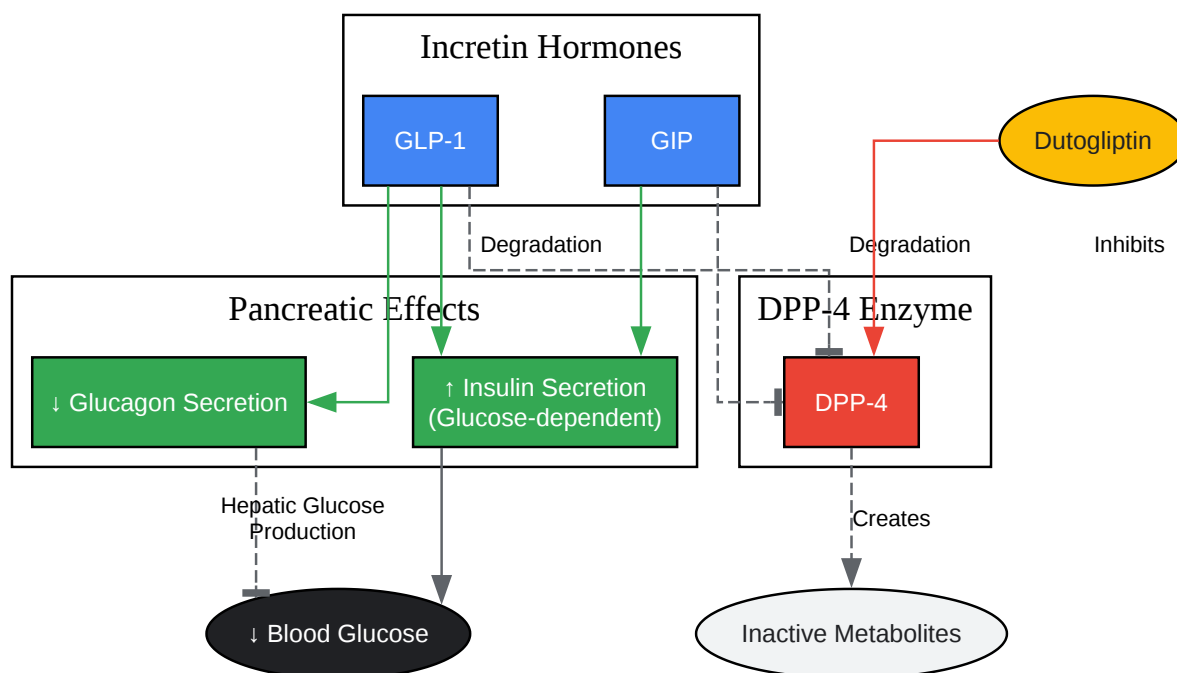 Incretin Hormones
GLP-1
GIP
Dutogliptin
Degradation
Degradation
Inhibits
Pancreatic Effects
DPP-4 Enzyme
↓ Glucagon Secretion
↑ Insulin Secretion
(Glucose-dependent)
DPP-4
Hepatic Glucose
Production
Creates
↓ Blood Glucose
Inactive Metabolites